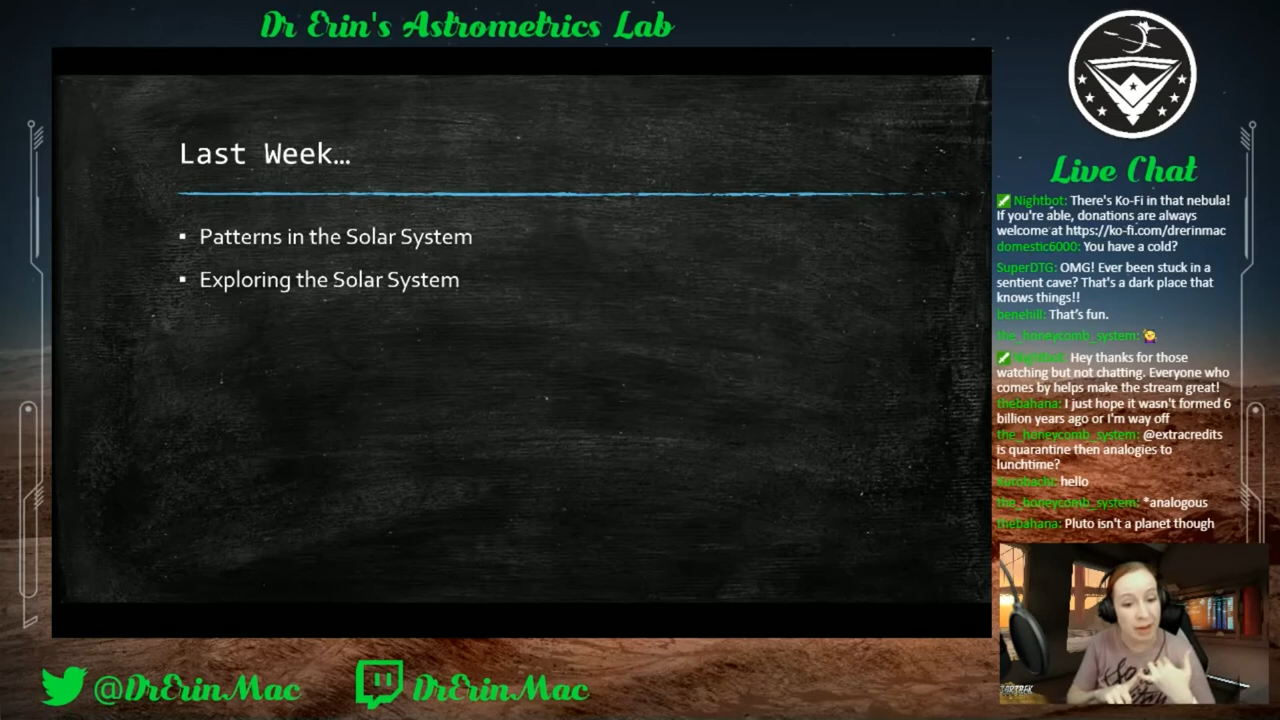 Dr Erin's Astrometrics Lab
Last Week…
▪ Patterns in the Solar System
▪ Exploring the Solar System
Live Chat
Nightbot: There's Ko-Fi in that nebula!
If you're able, donations are always
welcome at https://ko-fi.com/drerinmac
domestic6000: You have a cold?
SuperDTG: OMG! Ever been stuck in a
sentient cave? That's a dark place that
knows things!!
benehill: That's fun.
the_honeycomb_system:
Nightbot: Hey thanks for those
watching but not chatting. Everyone who
comes by helps make the stream great!
thebahana: I just hope it wasn't formed 6
billion years ago or I'm way off
the_honeycomb_system: @extracredits
is quarantine then analogies to
lunchtime?
hello
the_honeycomb_system: *analogous
thebahana: Pluto isn't a planet though
@DrErinMac
DrErinMac